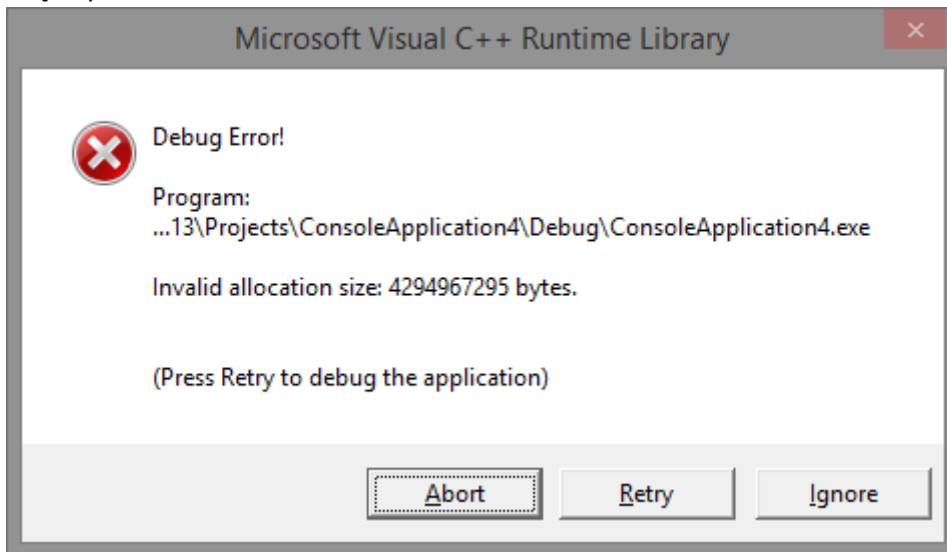 Microsoft Visual C++ Runtime Library
Debug Error!
Program:
...13\Projects\ConsoleApplication4\Debug\ConsoleApplication4.exe
Invalid allocation size: 4294967295 bytes.
(Press Retry to debug the application)
Abort Retry Ignore